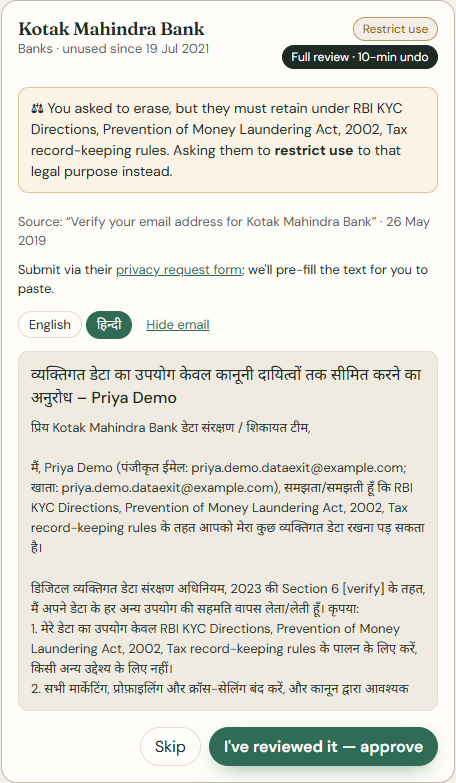 Kotak Mahindra Bank
Restrict use
Banks - unused since 19 Jul 2021
Full review · 10-min undo
⚖ You asked to erase, but they must retain under RBI KYC
Directions, Prevention of Money Laundering Act, 2002, Tax
record-keeping rules. Asking them to restrict use to that
legal purpose instead.
Source: “Verify your email address for Kotak Mahindra Bank” · 26 May
2019
Submit via their privacy request form; we'll pre-fill the text for you to
paste.
English
हिन्दी
Hide email
व्यक्तिगत डेटा का उपयोग केवल कानूनी दायित्वों तक सीमित करने का
अनुरोध – Priya Demo
प्रिय Kotak Mahindra Bank डेटा संरक्षण / शिकायत टीम,
मैं, Priya Demo (पंजीकृत ईमेल: priya.demo.dataexit@example.com;
खाता: priya.demo.dataexit@example.com), समझता/समझती हूँ कि RBI
KYC Directions, Prevention of Money Laundering Act, 2002, Tax
record-keeping rules के तहत आपको मेरा कुछ व्यक्तिगत डेटा रखना पड़ सकता
है।
डिजिटल व्यक्तिगत डेटा संरक्षण अधिनियम, 2023 की Section 6 [verify] के तहत,
मैं अपने डेटा के हर अन्य उपयोग की सहमति वापस लेता/लेती हूँ। कृपया:
1. मेरे डेटा का उपयोग केवल RBI KYC Directions, Prevention of Money
Laundering Act, 2002, Tax record-keeping rules के पालन के लिए करें,
किसी अन्य उद्देश्य के लिए नहीं।
2. सभी मार्केटिंग, प्रोफ़ाइलिंग और क्रॉस-सेलिंग बंद करें, और कानून द्वारा आवश्यक
Skip
I've reviewed it — approve